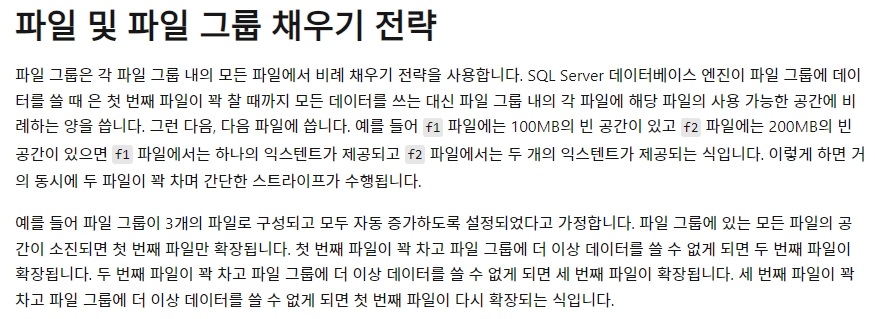 파일 및 파일 그룹 채우기 전략
파일 그룹은 각 파일 그룹 내의 모든 파일에서 비례 채우기 전략을 사용합니다. SQL Server 데이터베이스 엔진이 파일 그룹에 데이
터를 쓸 때 은 첫 번째 파일이 꽉 찰 때까지 모든 데이터를 쓰는 대신 파일 그룹 내의 각 파일에 해당 파일의 사용 가능한 공간에 비
례하는 양을 씁니다. 그런 다음, 다음 파일에 씁니다. 예를 들어 f1 파일에는 100MB의 빈 공간이 있고 f2 파일에는 200MB의 빈
공간이 있으면 f1 파일에서는 하나의 익스텐트가 제공되고 f2 파일에서는 두 개의 익스텐트가 제공되는 식입니다. 이렇게 하면 거
의 동시에 두 파일이 꽉 차며 간단한 스트라이프가 수행됩니다.
예를 들어 파일 그룹이 3개의 파일로 구성되고 모두 자동 증가하도록 설정되었다고 가정합니다. 파일 그룹에 있는 모든 파일의 공
간이 소진되면 첫 번째 파일만 확장됩니다. 첫 번째 파일이 꽉 차고 파일 그룹에 더 이상 데이터를 쓸 수 없게 되면 두 번째 파일이
확장됩니다. 두 번째 파일이 꽉 차고 파일 그룹에 더 이상 데이터를 쓸 수 없게 되면 세 번째 파일이 확장됩니다. 세 번째 파일이 꽉
차고 파일 그룹에 더 이상 데이터를 쓸 수 없게 되면 첫 번째 파일이 다시 확장되는 식입니다.